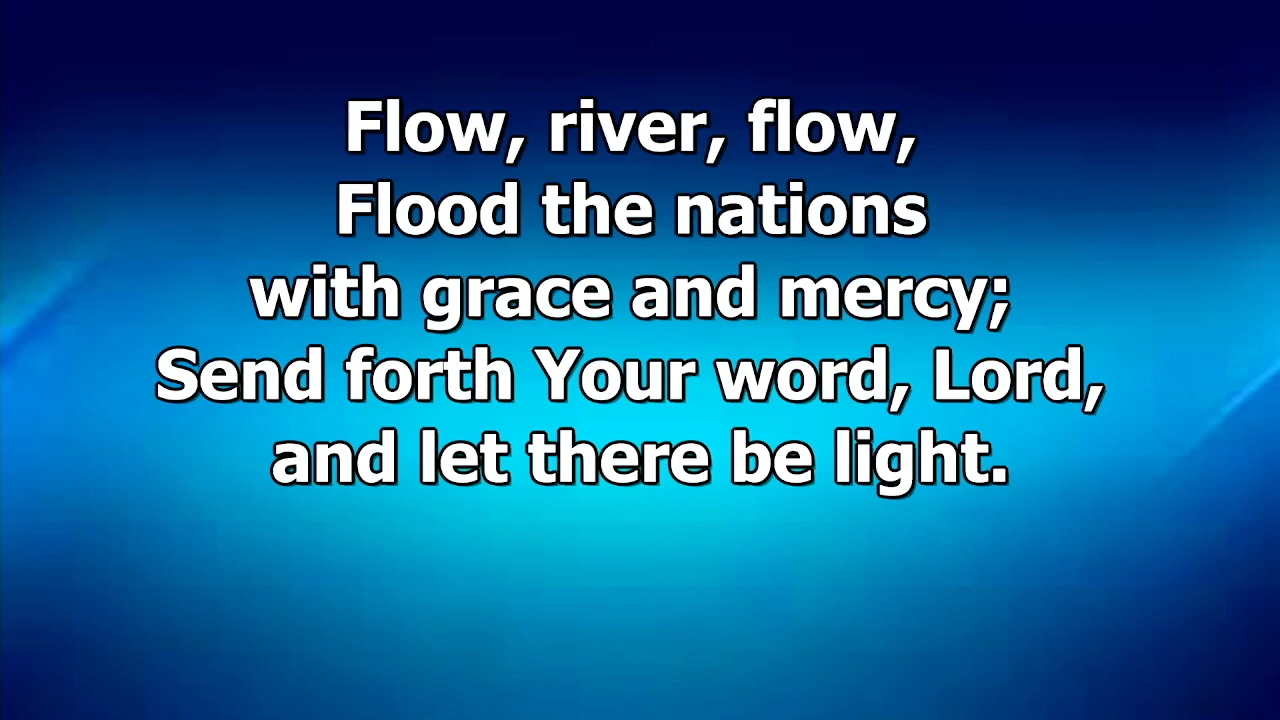 Flow, river, flow,
Flood the nations
with grace and mercy;
Send forth Your word, Lord,
and let there be light.